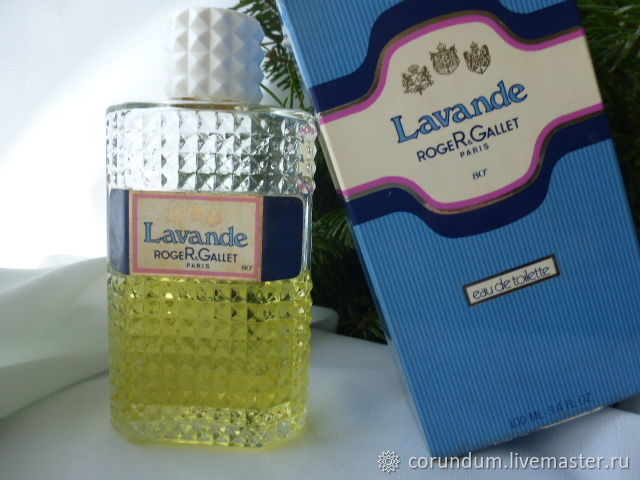 Lavande
ROGER & GALLET
PARIS
80°
Lavande
ROGER & GALLET
PARIS
80°
eau de toilette
100 ML 3.4 FL OZ
corundum.livemaster.ru